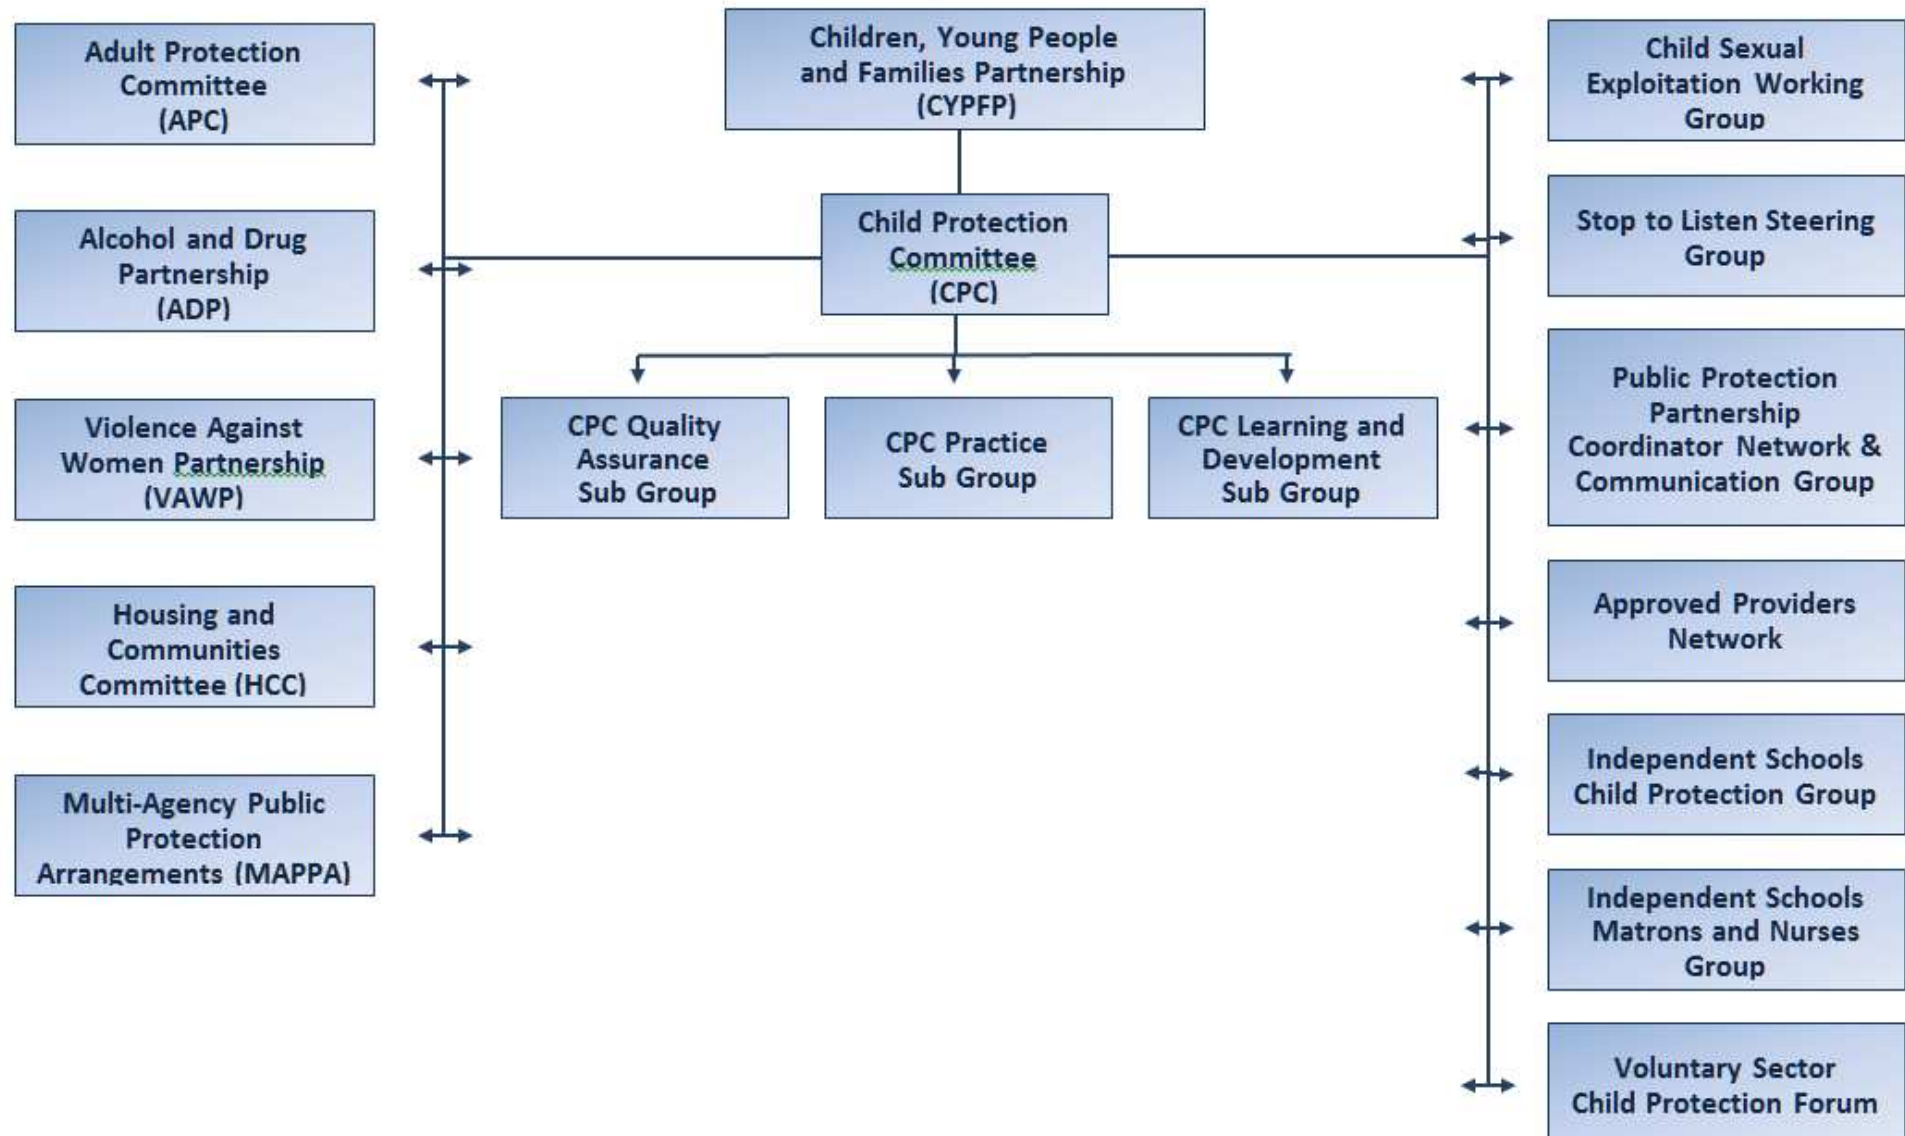 Adult Protection
Committee
(APC)
Alcohol and Drug
Partnership
(ADP)
Violence Against
Women Partnership
(VAWP)
Housing and
Communities
Committee (HCC)
Multi-Agency Public
Protection
Arrangements (MAPPA)
Children, Young People
and Families Partnership
(CYPFP)
Child Protection
Committee
(CPC)
CPC Quality
Assurance
Sub Group
CPC Practice
Sub Group
CPC Learning and
Development
Sub Group
Child Sexual
Exploitation Working
Group
Stop to Listen Steering
Group
Public Protection
Partnership
Coordinator Network &
Communication Group
Approved Providers
Network
Independent Schools
Child Protection Group
Independent Schools
Matrons and Nurses
Group
Voluntary Sector
Child Protection Forum